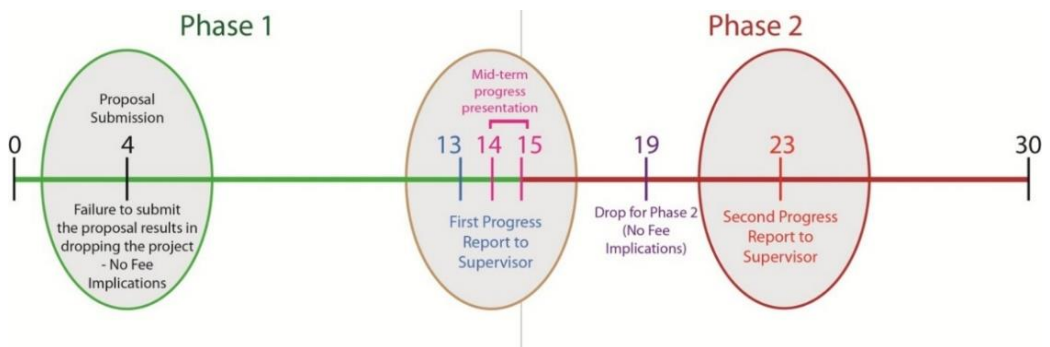 Phase 1
Phase 2
Proposal
Submission
Mid-term
progress
presentation
0
4
13
14
15
19
23
30
Failure to submit
the proposal results in
dropping the project
- No Fee
Implications
First Progress
Report to
Supervisor
Drop for Phase 2
(No Fee
Implications)
Second Progress
Report to
Supervisor